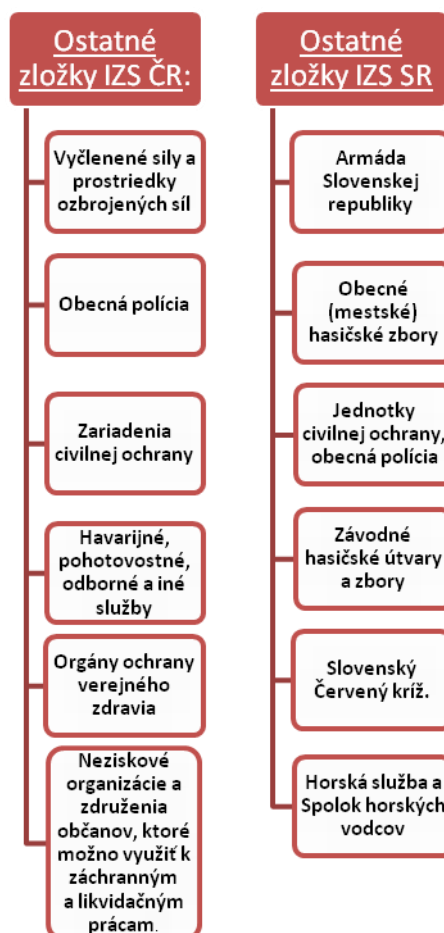 Ostatné
zložky IZS ČR:
Vyčlenené sily a
prostriedky
ozbrojených síl
Obecná polícia
Zariadenia
civilnej ochrany
Havarijné,
pohotovostné,
odborné a iné
služby
Orgány ochrany
verejného
zdravia
Neziskové
organizácie a
združenia
občanov, ktoré
možno využiť k
záchranným
a likvidačným
prácam.
Ostatné
zložky IZS SR
Armáda
Slovenskej
republiky
Obecné
(mestské)
hasičské zbory
Jednotky
civilnej ochrany,
obecná polícia
Závodné
hasičské útvary
a zbory
Slovenský
Červený kríž.
Horská služba a
Spolok horských
vodcov